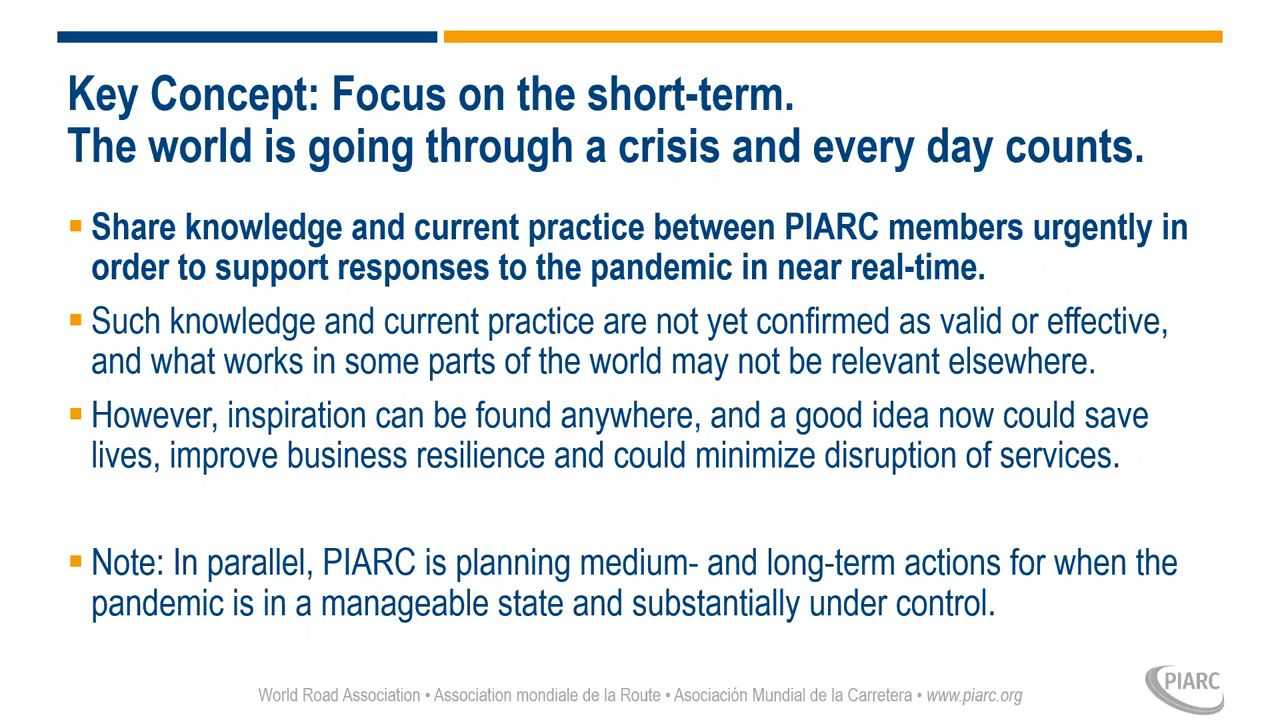 Key Concept: Focus on the short-term.
The world is going through a crisis and every day counts.
▪ Share knowledge and current practice between PIARC members urgently in
order to support responses to the pandemic in near real-time.
▪ Such knowledge and current practice are not yet confirmed as valid or effective,
and what works in some parts of the world may not be relevant elsewhere.
▪ However, inspiration can be found anywhere, and a good idea now could save
lives, improve business resilience and could minimize disruption of services.
▪ Note: In parallel, PIARC is planning medium- and long-term actions for when the
pandemic is in a manageable state and substantially under control.
World Road Association • Association mondiale de la Route • Asociación Mundial de la Carretera • www.piarc.org
PIARC